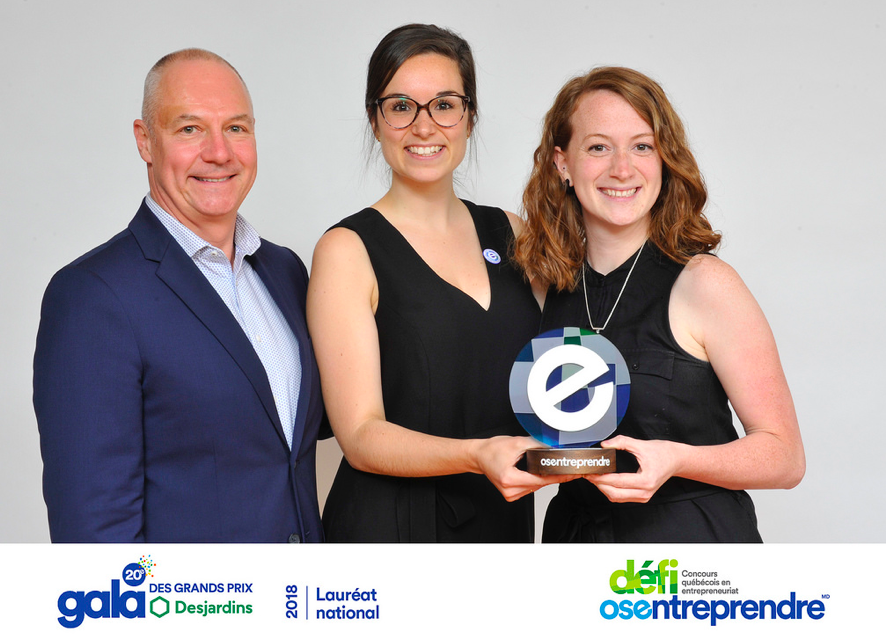 e
osentreprendre
20e
gala
DES GRANDS PRIX
Desjardins
2018
Lauréat
national
défi
Concours
québécois en
entrepreneuriat
osentreprendre MD